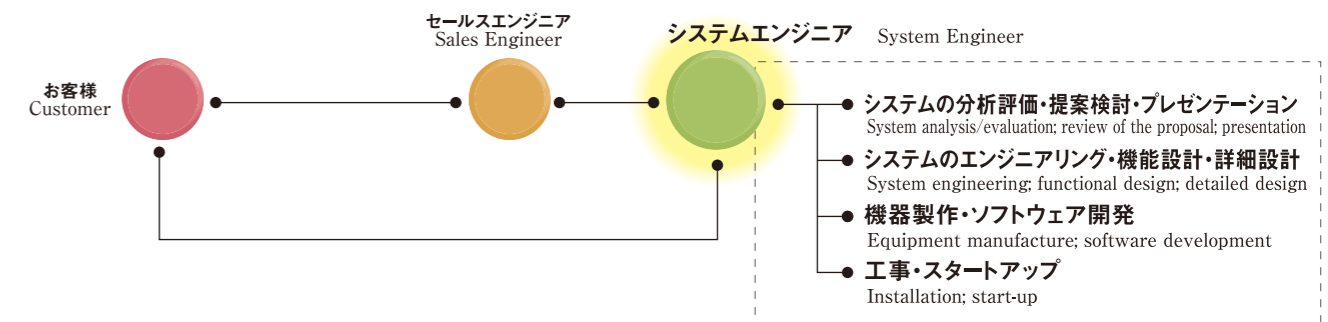 お客様
Customer
セールスエンジニア
Sales Engineer
システムエンジニア System Engineer
システムの分析評価・提案検討・プレゼンテーション
System analysis/evaluation; review of the proposal; presentation
システムのエンジニアリング・機能設計・詳細設計
System engineering; functional design; detailed design
機器製作・ソフトウェア開発
Equipment manufacture; software development
工事・スタートアップ
Installation; start-up